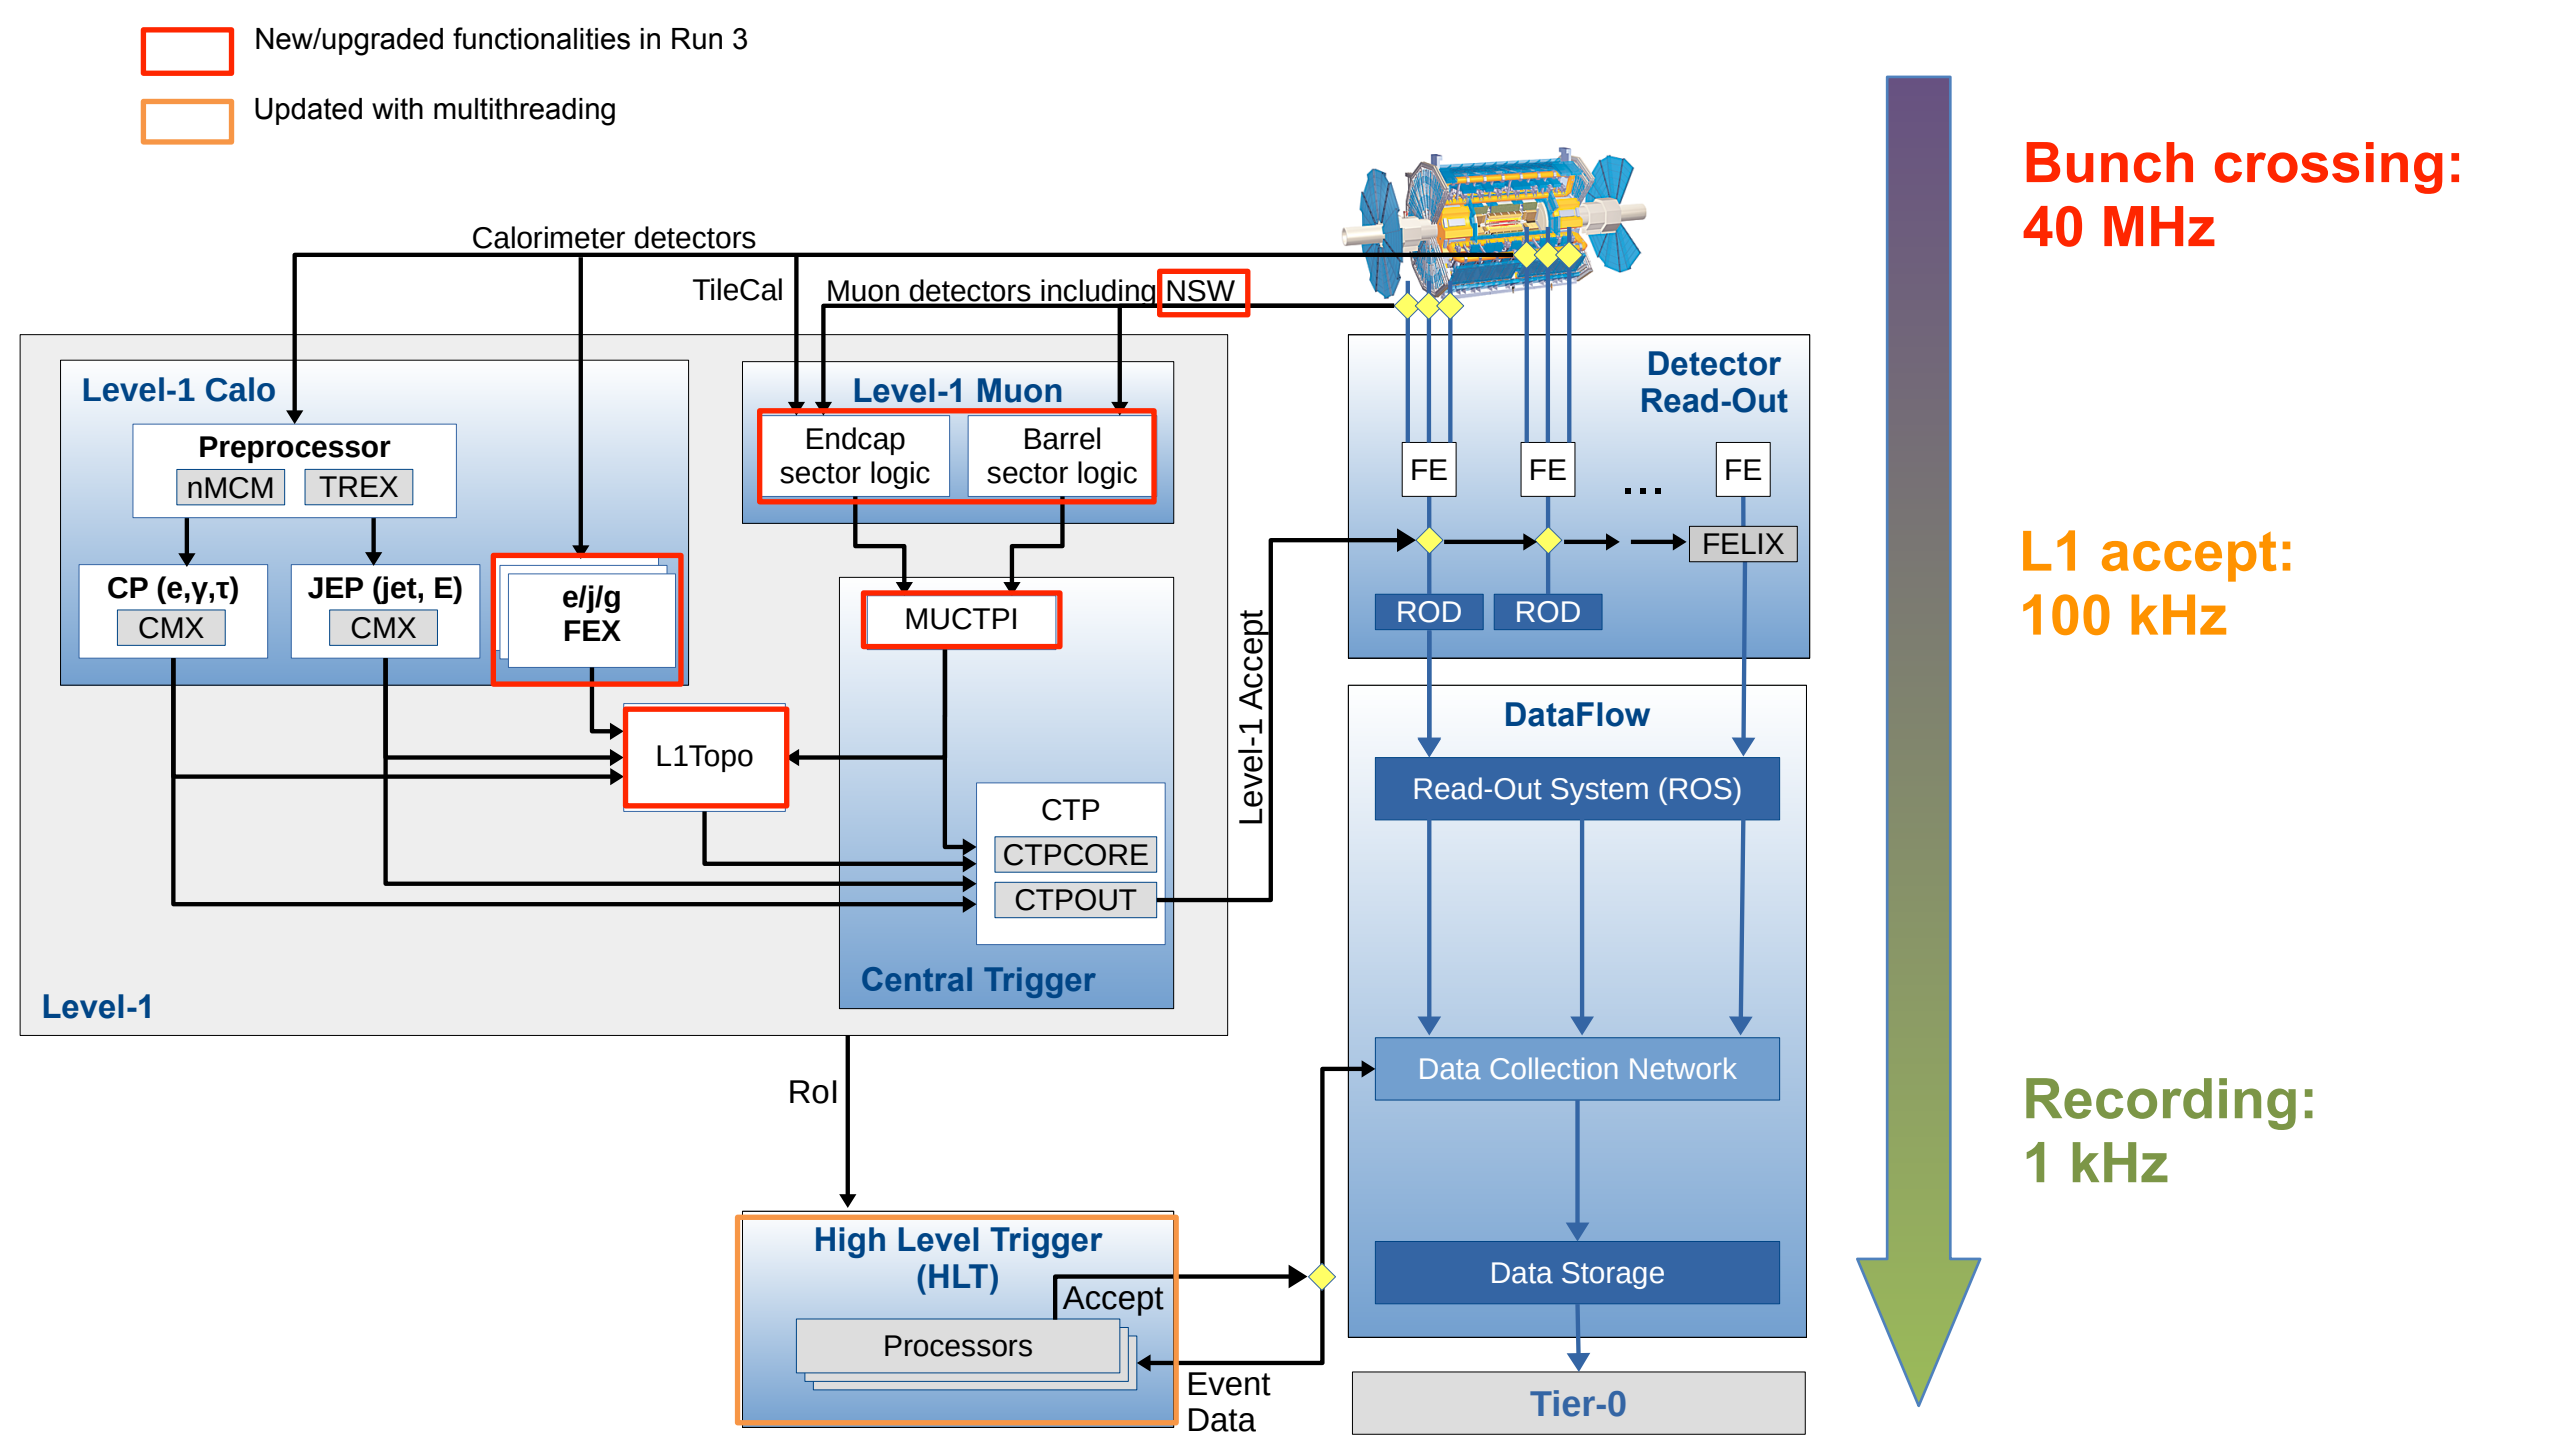 New/upgraded functionalities in Run 3
Updated with multithreading
Bunch crossing:
40 MHz
Calorimeter detectors
TileCal
Muon detectors including NSW
Level-1 Calo
Preprocessor
nMCM
TREX
CP (e,γ,τ)
CMX
JEP (jet, E)
CMX
e/j/g
FEX
Level-1 Muon
Endcap
sector logic
Barrel
sector logic
MUCTPI
L1Topo
CTP
CTPCORE
CTPOUT
Central Trigger
Level-1
Level-1 Accept
Detector
Read-Out
FE
FE
...
FE
FELIX
ROD
ROD
L1 accept:
100 kHz
DataFlow
Read-Out System (ROS)
Data Collection Network
Data Storage
Tier-0
Recording:
1 kHz
RoI
High Level Trigger
(HLT)
Accept
Processors
Event
Data